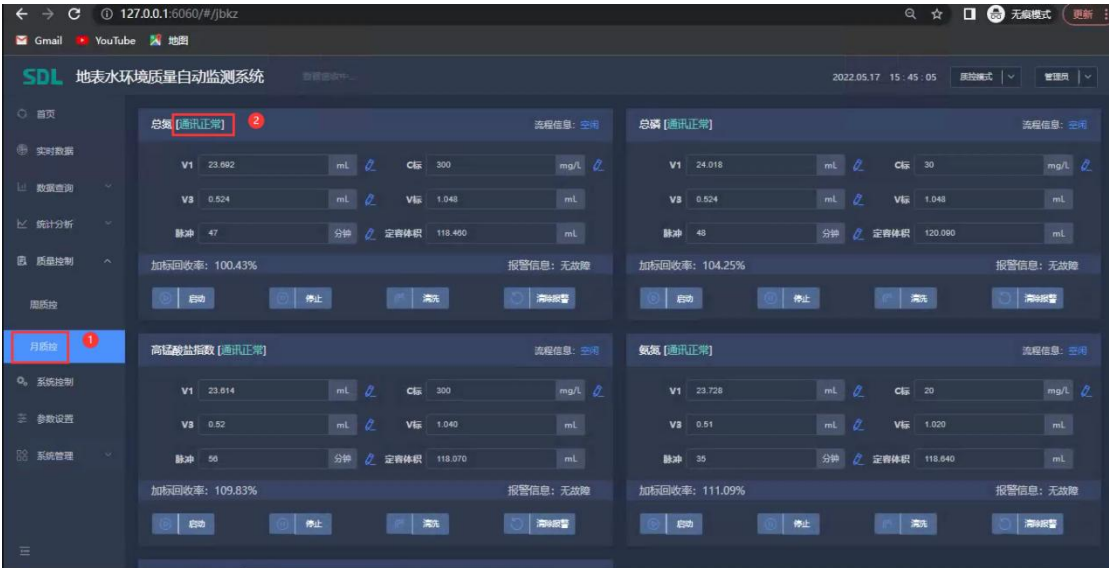 127.0.0.1:6060/#/jbkz 无痕模式 更新
Gmail YouTube 地图
SDL 地表水环境质量自动监测系统 2022.05.17 15:45:05 质控模式 管理员
首页
实时数据
数据查询
统计分析
质量控制
周质控
月质控 1
系统控制
参数设置
系统管理
总氮 [通讯正常] 2 流程信息: 空闲
V1 23.692 mL C标 300 mg/L
V3 0.524 mL V标 1.048 mL
脉冲 47 分钟 定容体积 118.460 mL
加标回收率: 100.43% 报警信息: 无故障
启动 停止 清洗 清除报警
总磷 [通讯正常] 流程信息: 空闲
V1 24.018 mL C标 30 mg/L
V3 0.524 mL V标 1.048 mL
脉冲 48 分钟 定容体积 120.090 mL
加标回收率: 104.25% 报警信息: 无故障
启动 停止 清洗 清除报警
高锰酸盐指数 [通讯正常] 流程信息: 空闲
V1 23.614 mL C标 300 mg/L
V3 0.52 mL V标 1.040 mL
脉冲 56 分钟 定容体积 118.070 mL
加标回收率: 109.83% 报警信息: 无故障
启动 停止 清洗 清除报警
氨氮 [通讯正常] 流程信息: 空闲
V1 23.728 mL C标 20 mg/L
V3 0.51 mL V标 1.020 mL
脉冲 35 分钟 定容体积 118.640 mL
加标回收率: 111.09% 报警信息: 无故障
启动 停止 清洗 清除报警